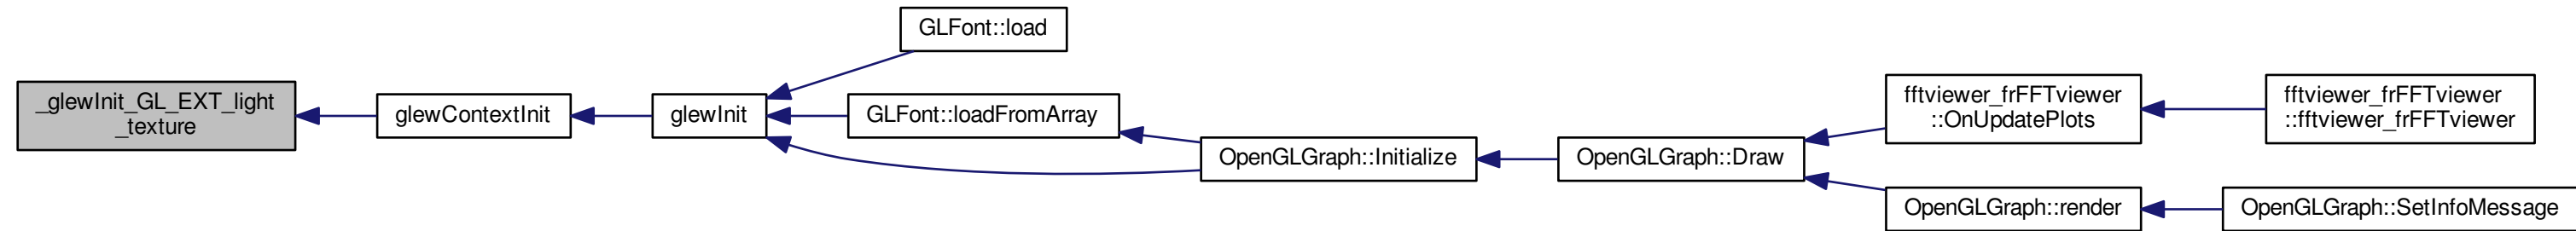 _glewInit_GL_EXT_light
_texture
glewContextInit
glewInit
GLFont::load
GLFont::loadFromArray
OpenGLGraph::Initialize
OpenGLGraph::Draw
fftviewer_frFFTviewer
::OnUpdatePlots
fftviewer_frFFTviewer
::fftviewer_frFFTviewer
OpenGLGraph::render
OpenGLGraph::SetInfoMessage